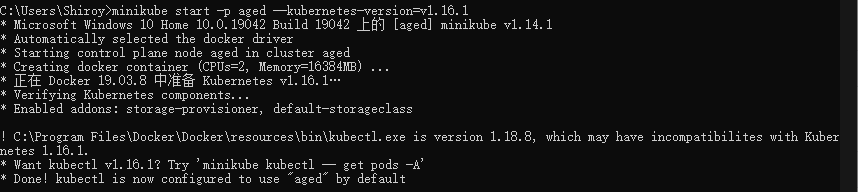 C:\Users\Shiroy>minikube start -p aged --kubernetes-version=v1.16.1
* Microsoft Windows 10 Home 10.0.19042 Build 19042 上的 [aged] minikube v1.14.1
* Automatically selected the docker driver
* Starting control plane node aged in cluster aged
* Creating docker container (CPUs=2, Memory=16384MB) ...
* 正在 Docker 19.03.8 中准备 Kubernetes v1.16.1…
* Verifying Kubernetes components...
* Enabled addons: storage-provisioner, default-storageclass
! C:\Program Files\Docker\Docker\resources\bin\kubectl.exe is version 1.18.8, which may have incompatibilites with Kuber
netes 1.16.1.
* Want kubectl v1.16.1? Try 'minikube kubectl -- get pods -A'
* Done! kubectl is now configured to use "aged" by default